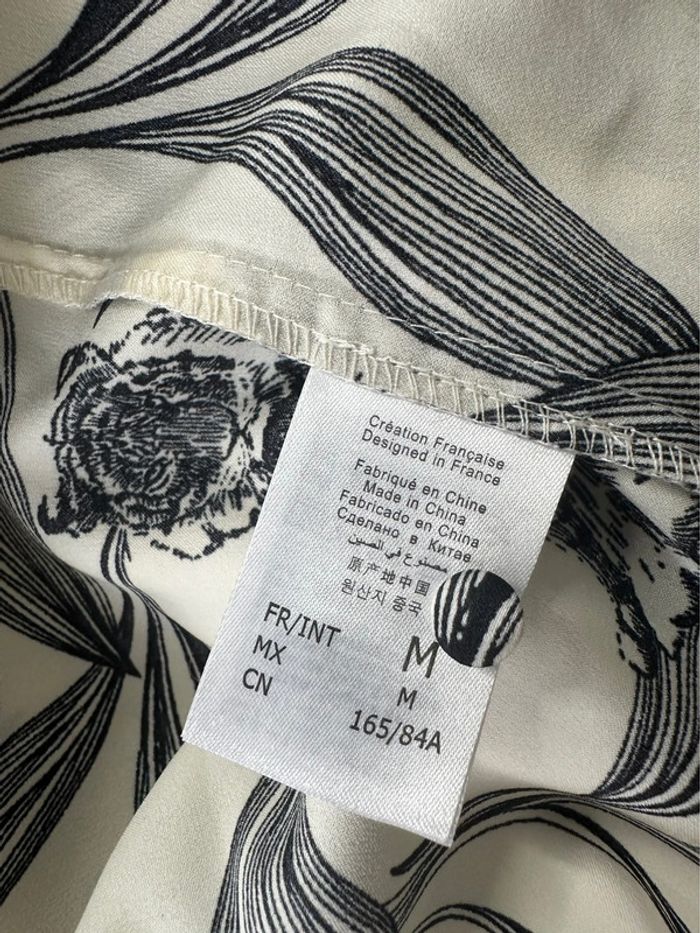 Création Française
Designed in France
Fabriqué en Chine
Made in China
Fabricado en China
Сделано в Китае
مصنوع في الصين
原产地中国
원산지 중국
FR/INT M
MX M
CN 165/84A